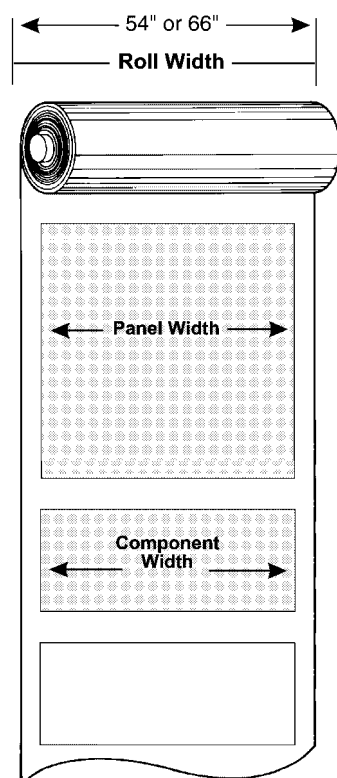 54" or 66"
Roll Width
Panel Width
Component
Width